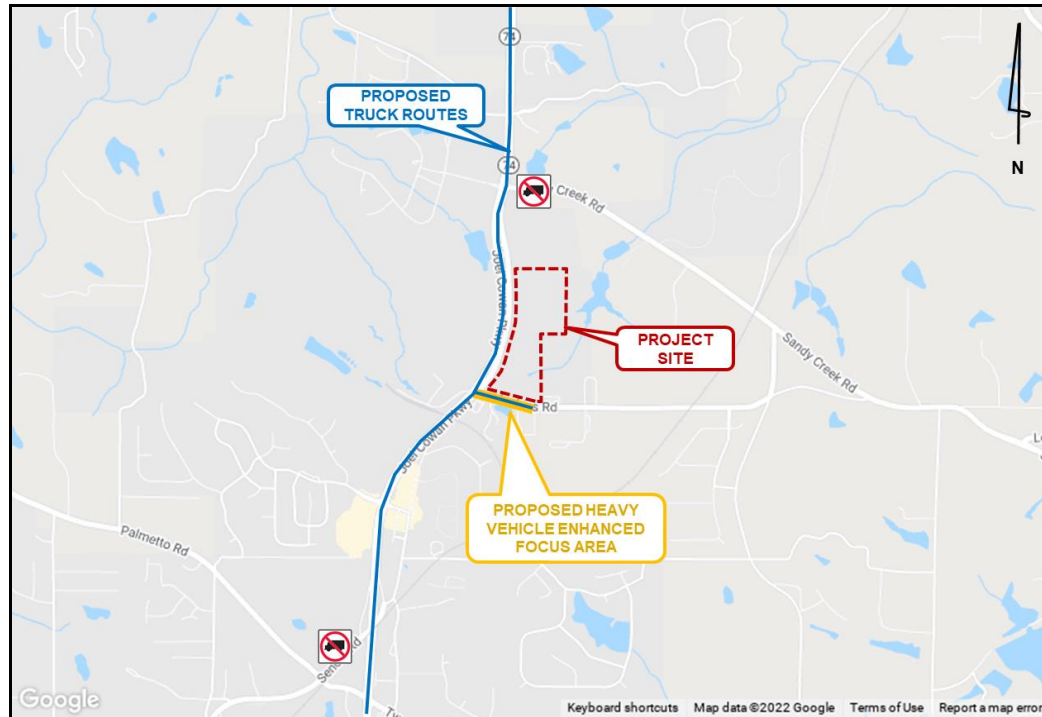 74
PROPOSED
TRUCK ROUTES
74
N
Creek Rd
Joel Cowan Pkwy
PROJECT
SITE
Sandy Creek Rd
s Rd
Joel Cowan Pkwy
PROPOSED HEAVY
VEHICLE ENHANCED
FOCUS AREA
Palmetto Rd
Rd
Google
Keyboard shortcuts Map data ©2022 Google Terms of Use Report a map error